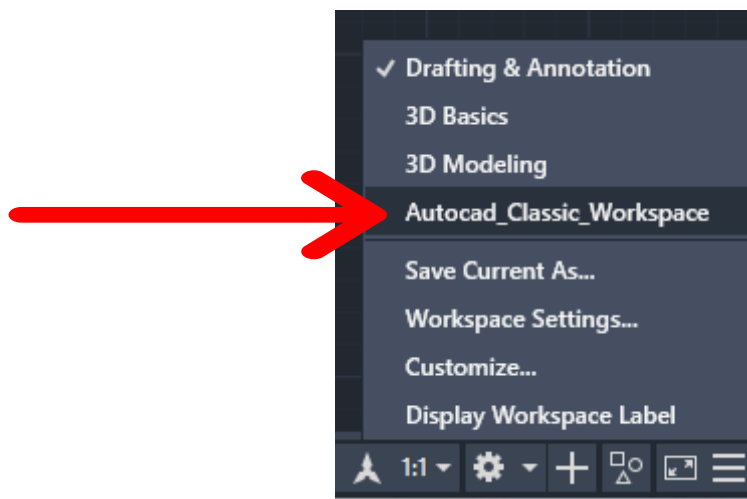 Drafting & Annotation
3D Basics
3D Modeling
Autocad_Classic_Workspace
Save Current As...
Workspace Settings...
Customize...
Display Workspace Label
1:1